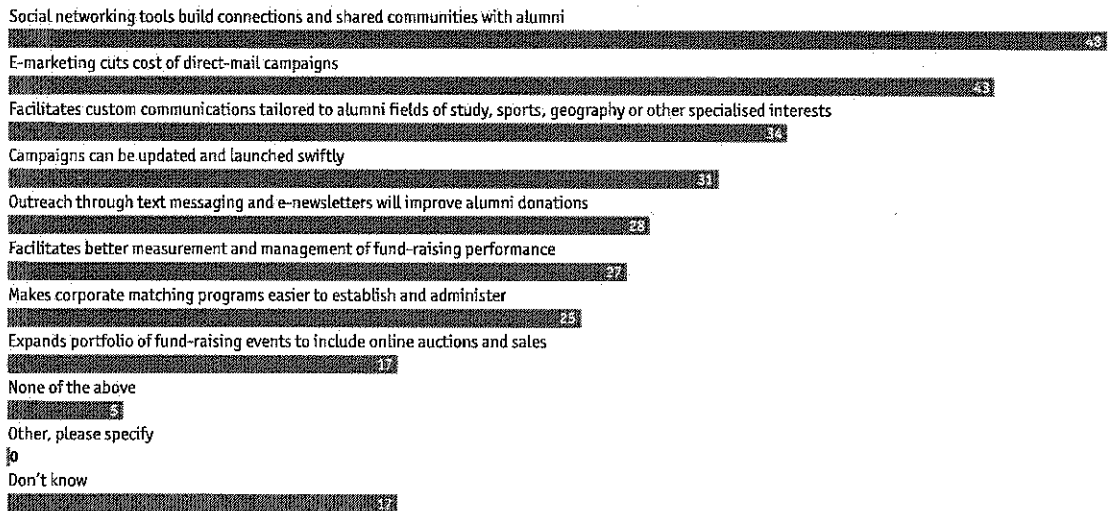 Social networking tools build connections and shared communities with alumni
48
E-marketing cuts cost of direct-mail campaigns
43
Facilitates custom communications tailored to alumni fields of study, sports, geography or other specialised interests
34
Campaigns can be updated and launched swiftly
31
Outreach through text messaging and e-newsletters will improve alumni donations
28
Facilitates better measurement and management of fund-raising performance
27
Makes corporate matching programs easier to establish and administer
25
Expands portfolio of fund-raising events to include online auctions and sales
17
None of the above
5
Other, please specify
0
Don't know
17